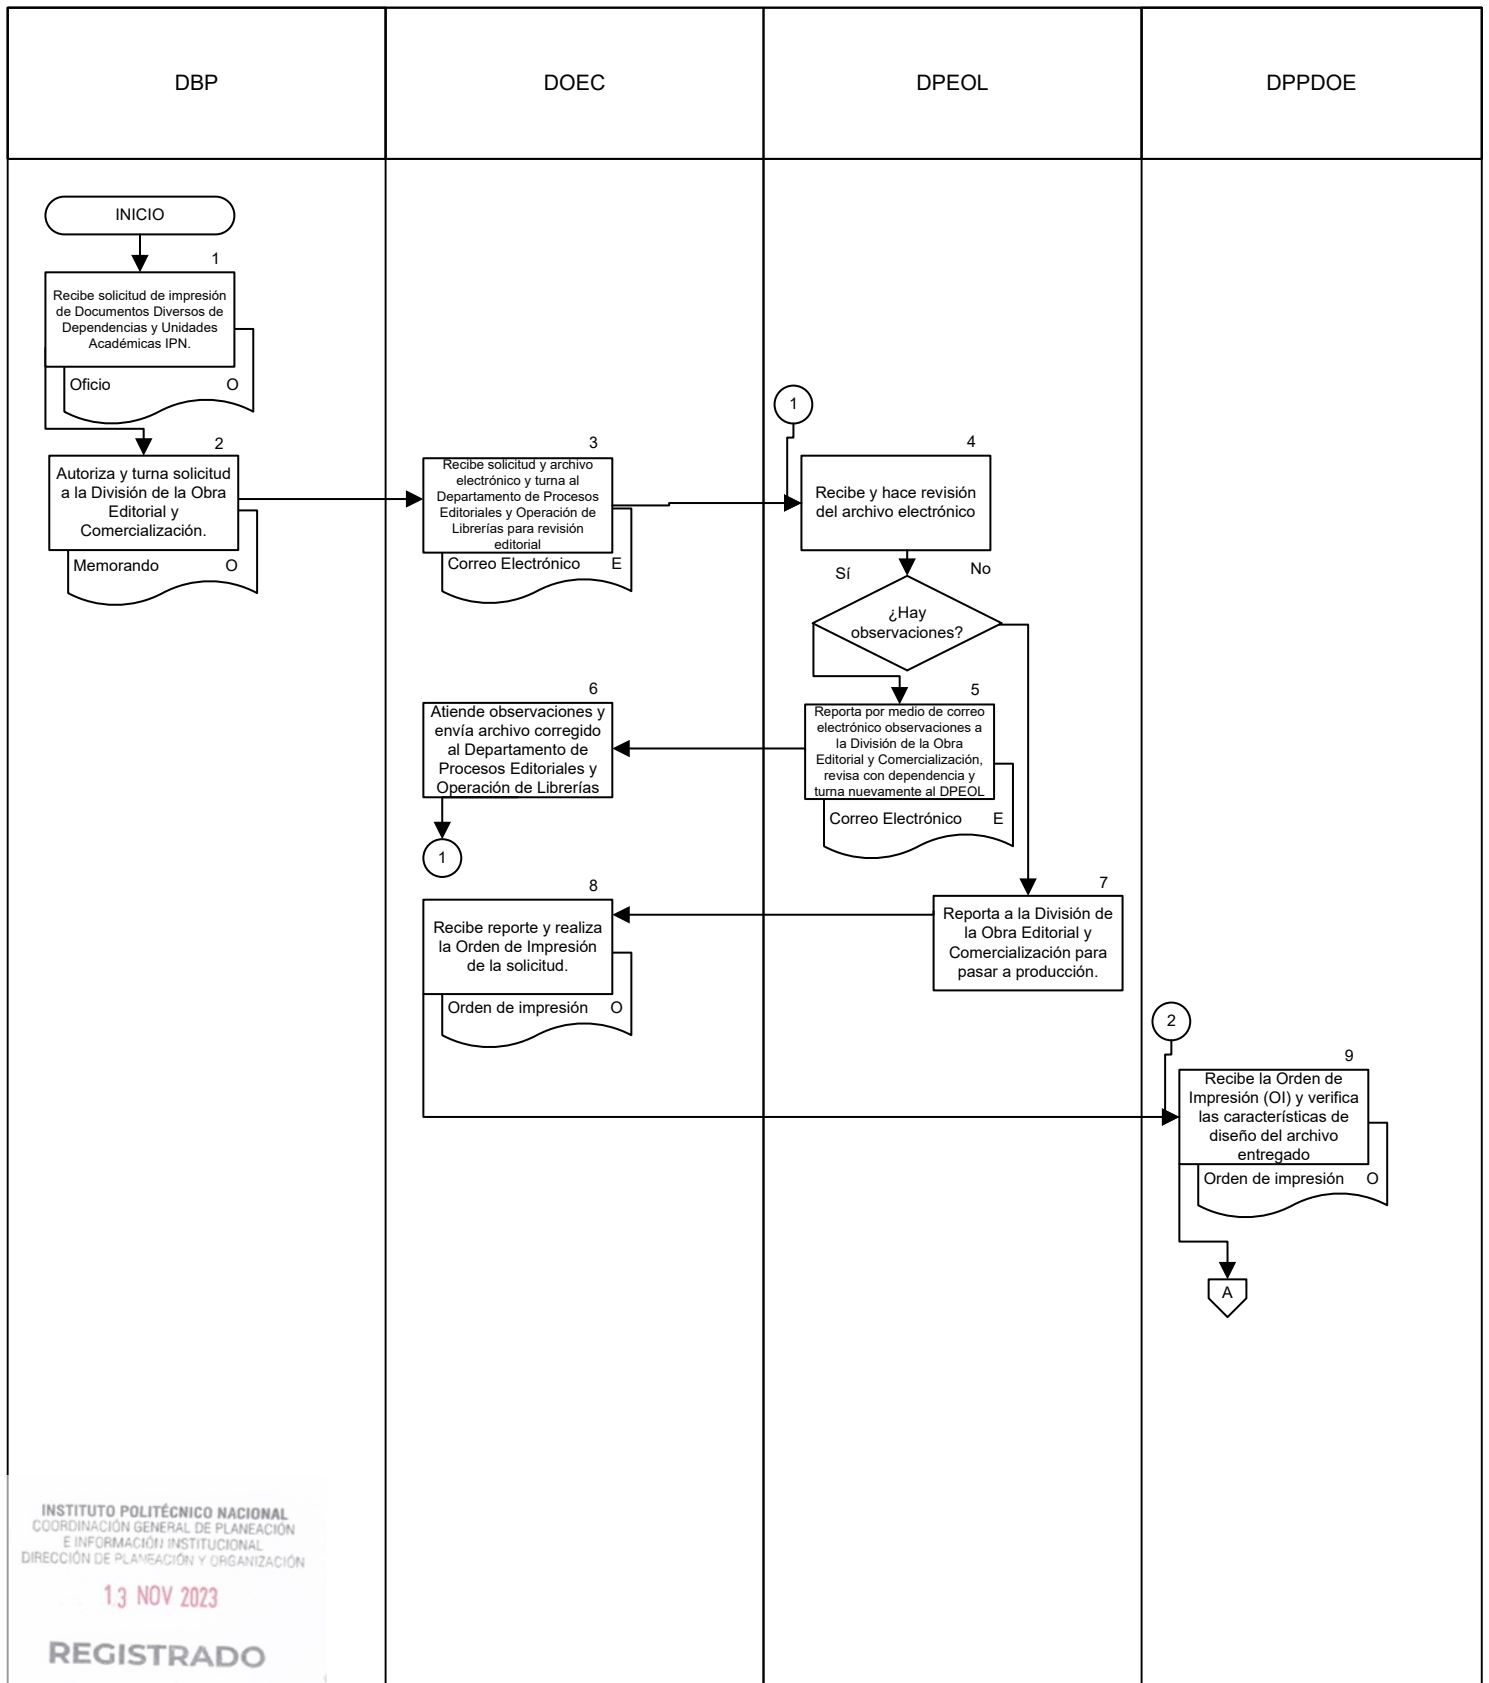 DBP
DOEC
DPEOL
DPPDOE
INICIO
1
Recibe solicitud de impresión
de Documentos Diversos de
Dependencias y Unidades
Académicas IPN.
Oficio O
2
Autoriza y turna solicitud
a la División de la Obra
Editorial y
Comercialización.
Memorando O
3
Recibe solicitud y archivo
electrónico y turna al
Departamento de Procesos
Editoriales y Operación de
Librerías para revisión
editorial
Correo Electrónico E
1
4
Recibe y hace revisión
del archivo electrónico
Sí
No
¿Hay
observaciones?
5
Reporta por medio de correo
electrónico observaciones a
la División de la Obra
Editorial y Comercialización,
revisa con dependencia y
turna nuevamente al DPEOL
Correo Electrónico E
6
Atiende observaciones y
envía archivo corregido
al Departamento de
Procesos Editoriales y
Operación de Librerías
1
7
Reporta a la División de
la Obra Editorial y
Comercialización para
pasar a producción.
8
Recibe reporte y realiza
la Orden de Impresión
de la solicitud.
Orden de impresión O
2
9
Recibe la Orden de
Impresión (OI) y verifica
las características de
diseño del archivo
entregado
Orden de impresión O
A
INSTITUTO POLITÉCNICO NACIONAL
COORDINACIÓN GENERAL DE PLANEACIÓN
E INFORMACIÓN INSTITUCIONAL
DIRECCIÓN DE PLANEACIÓN Y ORGANIZACIÓN
13 NOV 2023
REGISTRADO